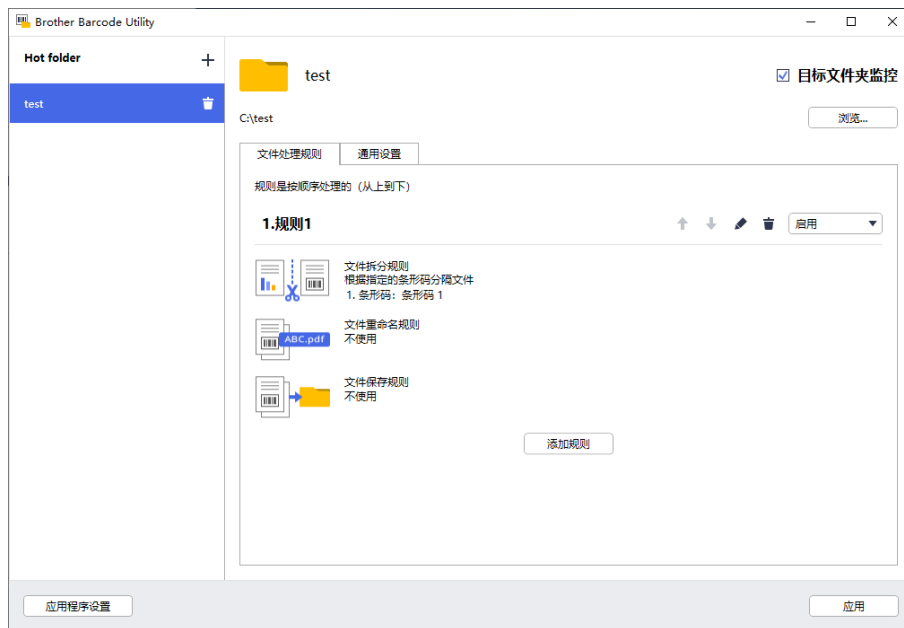 Brother Barcode Utility
Hot folder
test
test
目标文件夹监控
C:\test
浏览...
文件处理规则
通用设置
规则是按顺序处理的（从上到下）
1.规则1
启用
文件拆分规则
根据指定的条形码分隔文件
1. 条形码：条形码 1
文件重命名规则
ABC.pdf
不使用
文件保存规则
不使用
添加规则
应用程序设置
应用